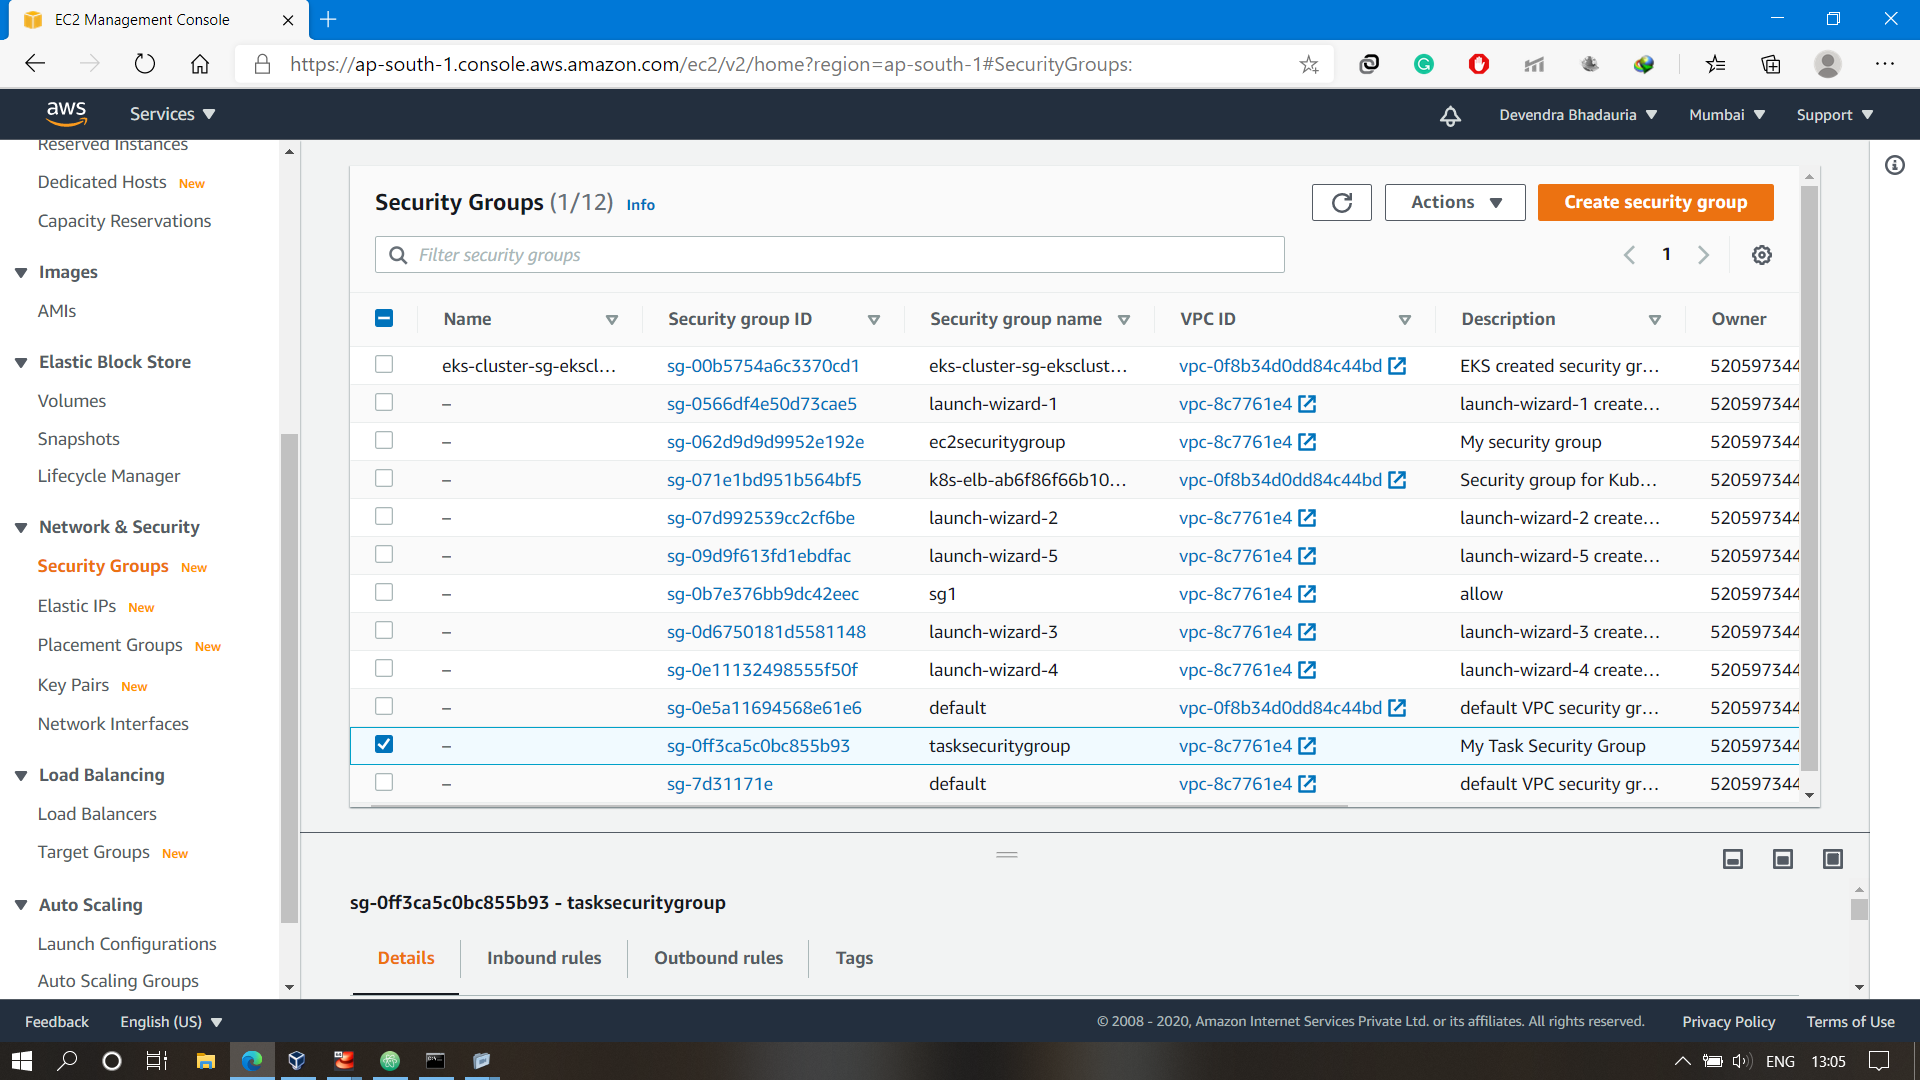 EC2 Management Console
https://ap-south-1.console.aws.amazon.com/ec2/v2/home?region=ap-south-1#SecurityGroups:
aws
Services
Devendra Bhadauria
Mumbai
Support
Reserved Instances
Dedicated Hosts New
Capacity Reservations
Images
AMIs
Elastic Block Store
Volumes
Snapshots
Lifecycle Manager
Network & Security
Security Groups New
Elastic IPs New
Placement Groups New
Key Pairs New
Network Interfaces
Load Balancing
Load Balancers
Target Groups New
Auto Scaling
Launch Configurations
Auto Scaling Groups
Security Groups (1/12) Info
Actions
Create security group
Filter security groups
1
Name Security group ID Security group name VPC ID Description Owner
eks-cluster-sg-ekscl... sg-00b5754a6c3370cd1 eks-cluster-sg-eksclust... vpc-0f8b34d0dd84c44bd EKS created security gr... 520597344
– sg-0566df4e50d73cae5 launch-wizard-1 vpc-8c7761e4 launch-wizard-1 create... 520597344
– sg-062d9d9d9952e192e ec2securitygroup vpc-8c7761e4 My security group 520597344
– sg-071e1bd951b564bf5 k8s-elb-ab6f86f66b10... vpc-0f8b34d0dd84c44bd Security group for Kub... 520597344
– sg-07d992539cc2cf6be launch-wizard-2 vpc-8c7761e4 launch-wizard-2 create... 520597344
– sg-09d9f613fd1ebdfac launch-wizard-5 vpc-8c7761e4 launch-wizard-5 create... 520597344
– sg-0b7e376bb9dc42eec sg1 vpc-8c7761e4 allow 520597344
– sg-0d6750181d5581148 launch-wizard-3 vpc-8c7761e4 launch-wizard-3 create... 520597344
– sg-0e11132498555f50f launch-wizard-4 vpc-8c7761e4 launch-wizard-4 create... 520597344
– sg-0e5a11694568e61e6 default vpc-0f8b34d0dd84c44bd default VPC security gr... 520597344
– sg-0ff3ca5c0bc855b93 tasksecuritygroup vpc-8c7761e4 My Task Security Group 520597344
– sg-7d31171e default vpc-8c7761e4 default VPC security gr... 520597344
sg-0ff3ca5c0bc855b93 - tasksecuritygroup
Details
Inbound rules
Outbound rules
Tags
Feedback
English (US)
© 2008 - 2020, Amazon Internet Services Private Ltd. or its affiliates. All rights reserved.
Privacy Policy
Terms of Use
ENG
13:05